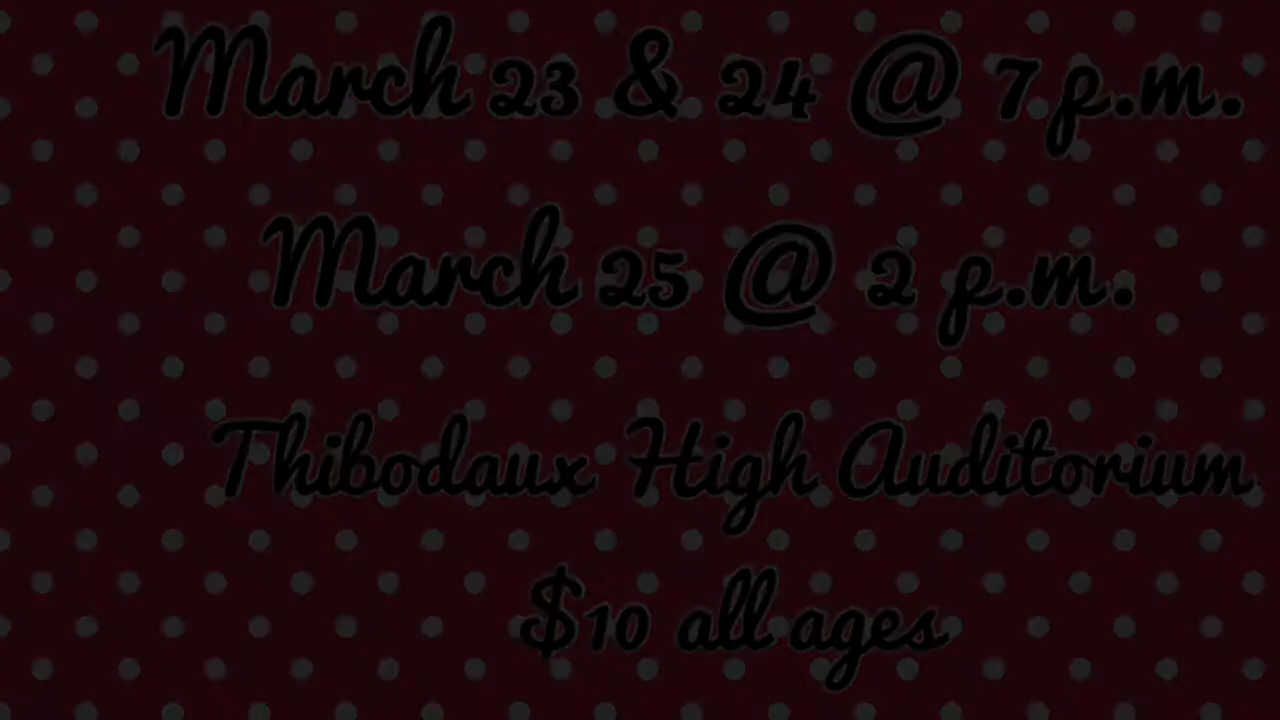 March 23 & 24 @ 7 p.m.
March 25 @ 2 p.m.
Thibodaux High Auditorium
$10 all ages